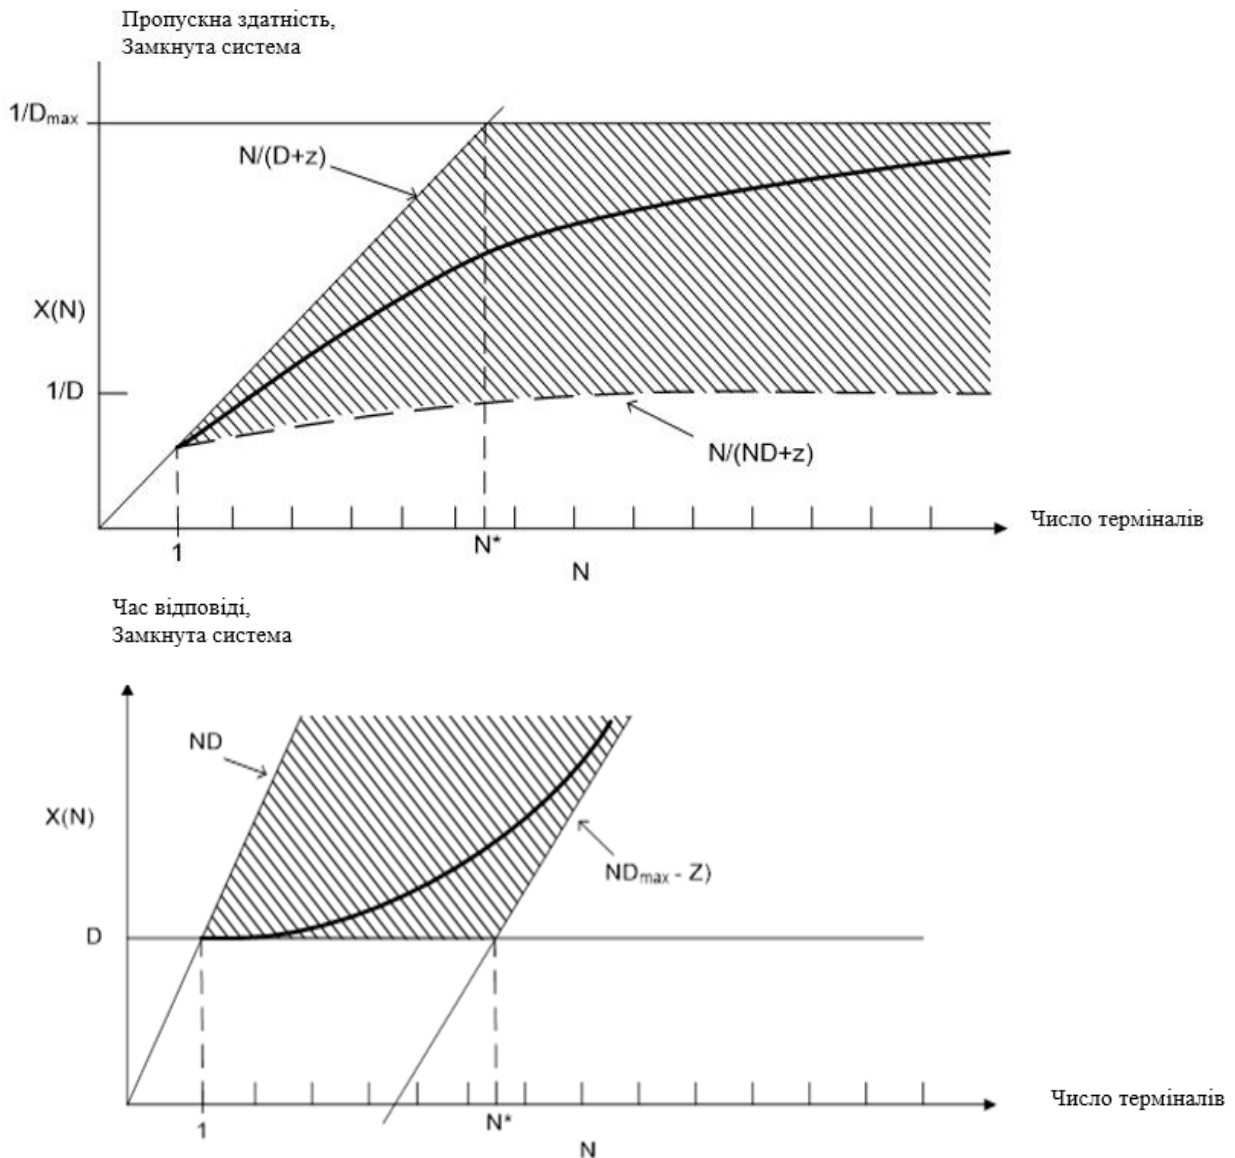 Пропускна здатність,
Замкнута система
1/Dmax
N/(D+z)
X(N)
1/D
N/(ND+z)
Число терміналів
1
N*
N
Час відповіді,
Замкнута система
ND
X(N)
NDmax - Z)
D
Число терміналів
1
N*
N